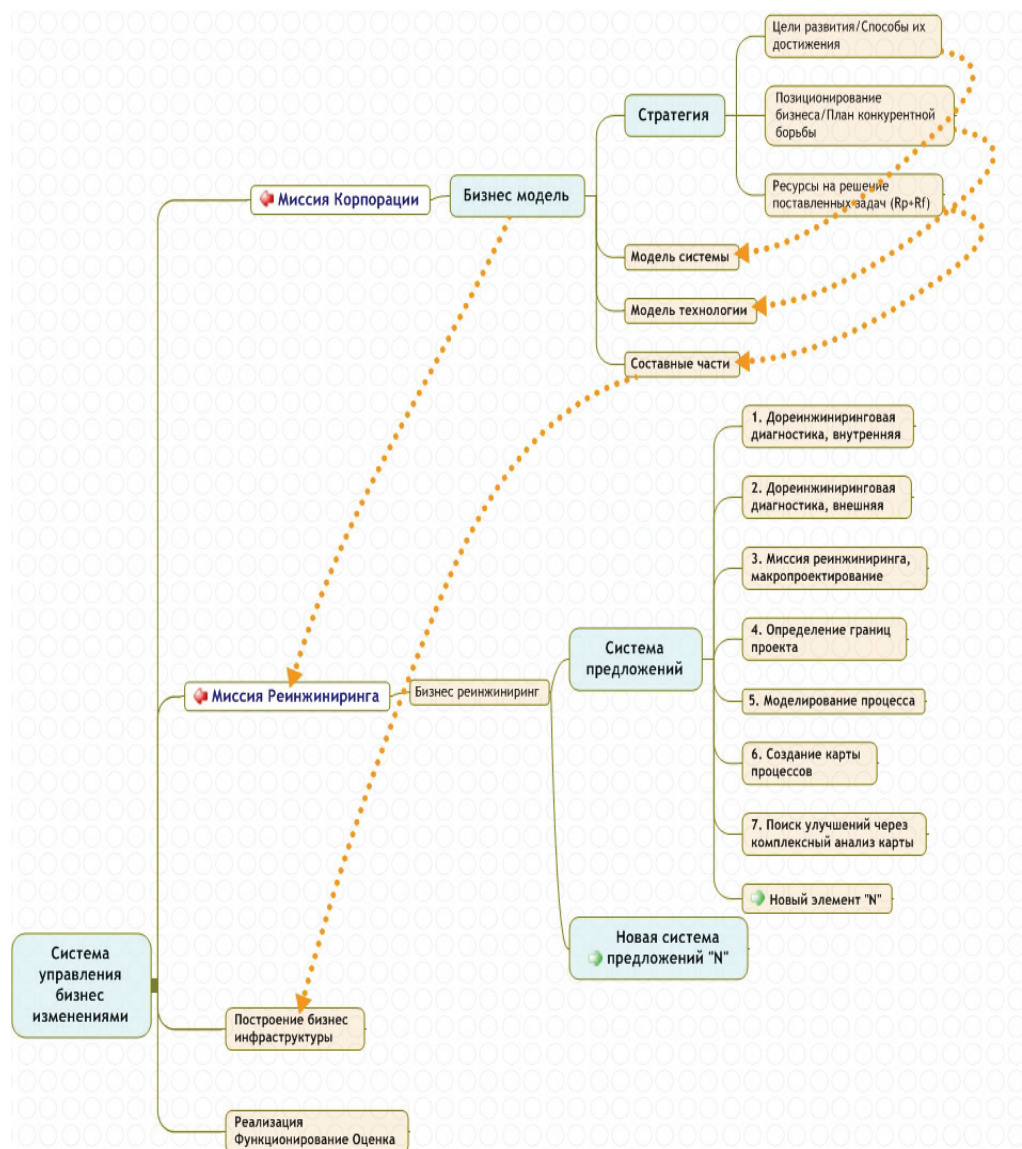 Цели развития/Способы их
достижения
Позиционирование
бизнеса/План конкурентной
борьбы
Стратегия
Ресурсы на решение
поставленных задач (Rp+Rf)
Миссия Корпорации
Бизнес модель
Модель системы
Модель технологии
Составные части
1. Дореинжиниринговая
диагностика, внутренняя
2. Дореинжиниринговая
диагностика, внешняя
3. Миссия реинжиниринга,
макропроектирование
4. Определение границ
проекта
Система
предложений
Миссия Реинжиниринга
Бизнес реинжиниринг
5. Моделирование процесса
6. Создание карты
процессов
7. Поиск улучшений через
комплексный анализ карты
Новый элемент "N"
Новая система
предложений "N"
Система
управления
бизнес
изменениями
Построение бизнес
инфраструктуры
Реализация
Функционирование Оценка